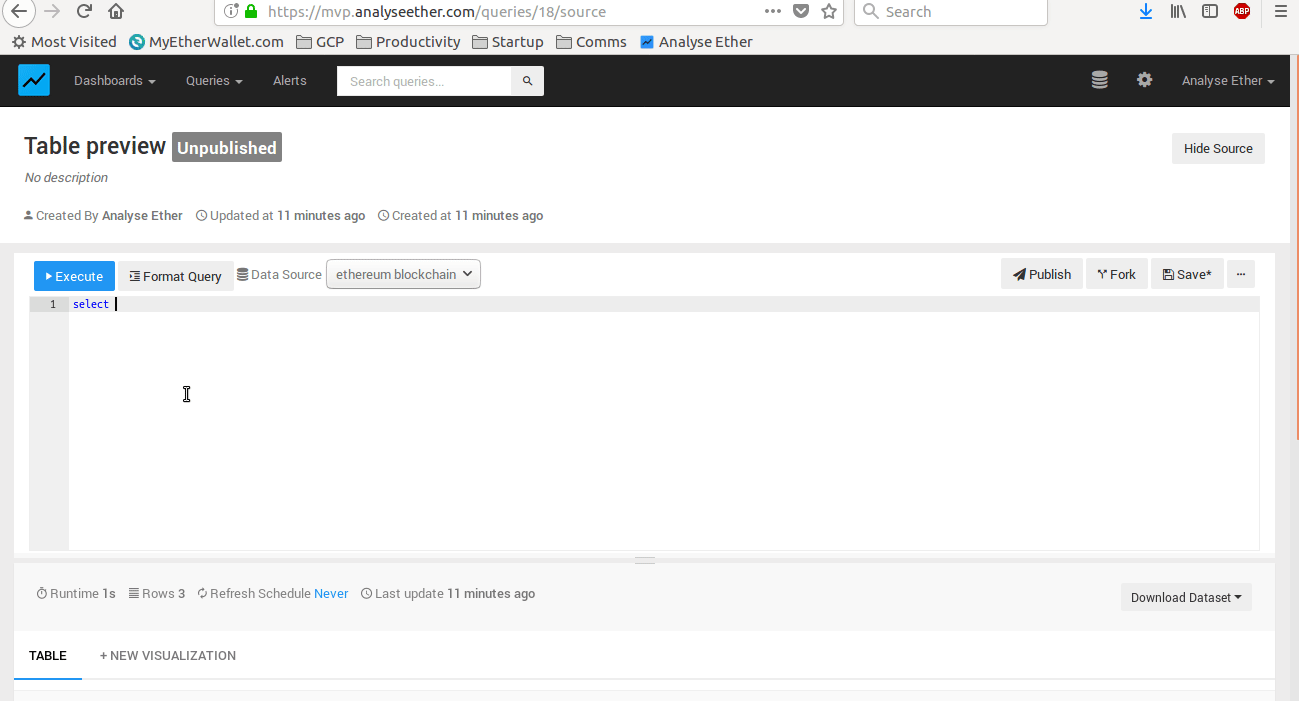 https://mvp.analyseether.com/queries/18/source
Search
Most Visited MyEtherWallet.com GCP Productivity Startup Comms Analyse Ether
Dashboards Queries Alerts Search queries... Analyse Ether
Table preview Unpublished
Hide Source
No description
Created By Analyse Ether Updated at 11 minutes ago Created at 11 minutes ago
Execute Format Query Data Source ethereum blockchain Publish Fork Save* ...
1 select
Runtime 1s Rows 3 Refresh Schedule Never Last update 11 minutes ago
Download Dataset
TABLE + NEW VISUALIZATION
ABP